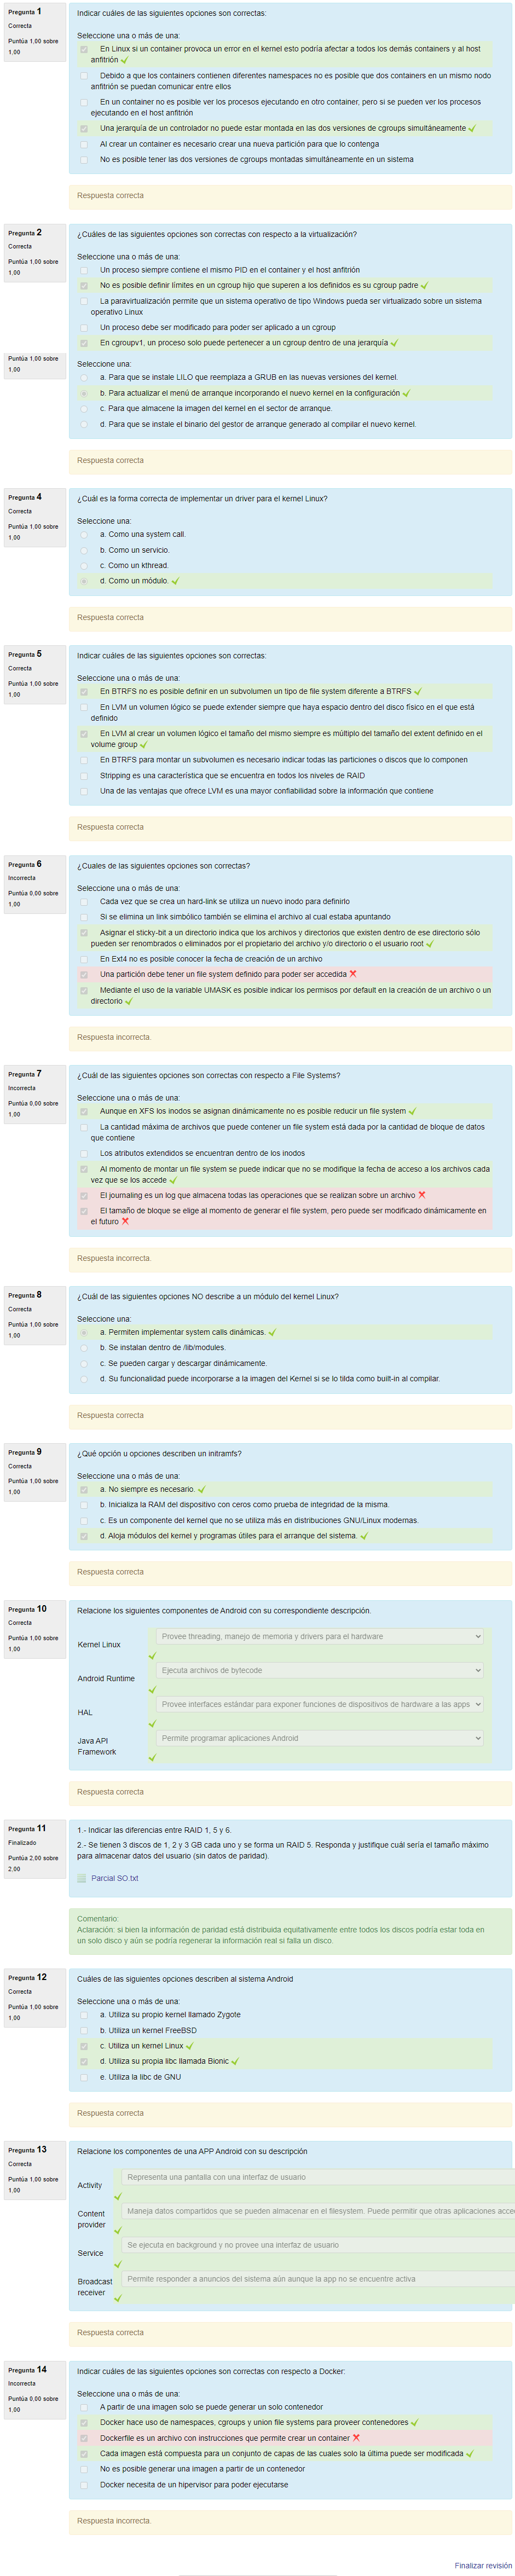 Pregunta 1
Correcta
Puntúa 1,00 sobre
1,00
Indicar cuáles de las siguientes opciones son correctas:
Seleccione una o más de una:
En Linux si un container provoca un error en el kernel esto podría afectar a todos los demás containers y al host
anfitrión
Debido a que los containers contienen diferentes namespaces no es posible que dos containers en un mismo nodo
anfitrión se puedan comunicar entre ellos
En un container no es posible ver los procesos ejecutando en otro container, pero si se pueden ver los procesos
ejecutando en el host anfitrión
Una jerarquía de un controlador no puede estar montada en las dos versiones de cgroups simultáneamente
Al crear un container es necesario crear una nueva partición para que lo contenga
No es posible tener las dos versiones de cgroups montadas simultáneamente en un sistema
Respuesta correcta
Pregunta 2
Correcta
Puntúa 1,00 sobre
1,00
¿Cuáles de las siguientes opciones son correctas con respecto a la virtualización?
Seleccione una o más de una:
Un proceso siempre contiene el mismo PID en el container y el host anfitrión
No es posible definir límites en un cgroup hijo que superen a los definidos es su cgroup padre
La paravirtualización permite que un sistema operativo de tipo Windows pueda ser virtualizado sobre un sistema
operativo Linux
Un proceso debe ser modificado para poder ser aplicado a un cgroup
En cgroupv1, un proceso solo puede pertenecer a un cgroup dentro de una jerarquía
Puntúa 1,00 sobre
1,00
Seleccione una:
a. Para que se instale LILO que reemplaza a GRUB en las nuevas versiones del kernel.
b. Para actualizar el menú de arranque incorporando el nuevo kernel en la configuración
c. Para que almacene la imagen del kernel en el sector de arranque.
d. Para que se instale el binario del gestor de arranque generado al compilar el nuevo kernel.
Respuesta correcta
Pregunta 4
Correcta
Puntúa 1,00 sobre
1,00
¿Cuál es la forma correcta de implementar un driver para el kernel Linux?
Seleccione una:
a. Como una system call.
b. Como un servicio.
c. Como un kthread.
d. Como un módulo.
Respuesta correcta
Pregunta 5
Correcta
Puntúa 1,00 sobre
1,00
Indicar cuáles de las siguientes opciones son correctas:
Seleccione una o más de una:
En BTRFS no es posible definir en un subvolumen un tipo de file system diferente a BTRFS
En LVM un volumen lógico se puede extender siempre que haya espacio dentro del disco físico en el que está
definido
En LVM al crear un volumen lógico el tamaño del mismo siempre es múltiplo del tamaño del extent definido en el
volume group
En BTRFS para montar un subvolumen es necesario indicar todas las particiones o discos que lo componen
Stripping es una característica que se encuentra en todos los niveles de RAID
Una de las ventajas que ofrece LVM es una mayor confiabilidad sobre la información que contiene
Respuesta correcta
Pregunta 6
Incorrecta
Puntúa 0,00 sobre
1,00
¿Cuales de las siguientes opciones son correctas?
Seleccione una o más de una:
Cada vez que se crea un hard-link se utiliza un nuevo inodo para definirlo
Si se elimina un link simbólico también se elimina el archivo al cual estaba apuntando
Asignar el sticky-bit a un directorio indica que los archivos y directorios que existen dentro de ese directorio sólo
pueden ser renombrados o eliminados por el propietario del archivo y/o directorio o el usuario root
En Ext4 no es posible conocer la fecha de creación de un archivo
Una partición debe tener un file system definido para poder ser accedida
Mediante el uso de la variable UMASK es posible indicar los permisos por default en la creación de un archivo o un
directorio
Respuesta incorrecta.
Pregunta 7
Incorrecta
Puntúa 0,00 sobre
1,00
¿Cuál de las siguientes opciones son correctas con respecto a File Systems?
Seleccione una o más de una:
Aunque en XFS los inodos se asignan dinámicamente no es posible reducir un file system
La cantidad máxima de archivos que puede contener un file system está dada por la cantidad de bloque de datos
que contiene
Los atributos extendidos se encuentran dentro de los inodos
Al momento de montar un file system se puede indicar que no se modifique la fecha de acceso a los archivos cada
vez que se los accede
El journaling es un log que almacena todas las operaciones que se realizan sobre un archivo
El tamaño de bloque se elige al momento de generar el file system, pero puede ser modificado dinámicamente en
el futuro
Respuesta incorrecta.
Pregunta 8
Correcta
Puntúa 1,00 sobre
1,00
¿Cuál de las siguientes opciones NO describe a un módulo del kernel Linux?
Seleccione una:
a. Permiten implementar system calls dinámicas.
b. Se instalan dentro de /lib/modules.
c. Se pueden cargar y descargar dinámicamente.
d. Su funcionalidad puede incorporarse a la imagen del Kernel si se lo tilda como built-in al compilar.
Respuesta correcta
Pregunta 9
Correcta
Puntúa 1,00 sobre
1,00
¿Qué opción u opciones describen un initramfs?
Seleccione una o más de una:
a. No siempre es necesario.
b. Inicializa la RAM del dispositivo con ceros como prueba de integridad de la misma.
c. Es un componente del kernel que no se utiliza más en distribuciones GNU/Linux modernas.
d. Aloja módulos del kernel y programas útiles para el arranque del sistema.
Respuesta correcta
Pregunta 10
Correcta
Puntúa 1,00 sobre
1,00
Relacione los siguientes componentes de Android con su correspondiente descripción.
Kernel Linux
Provee threading, manejo de memoria y drivers para el hardware
Android Runtime
Ejecuta archivos de bytecode
HAL
Provee interfaces estándar para exponer funciones de dispositivos de hardware a las apps
Java API
Framework
Permite programar aplicaciones Android
Respuesta correcta
Pregunta 11
Finalizado
Puntúa 2,00 sobre
2,00
1.- Indicar las diferencias entre RAID 1, 5 y 6.
2.- Se tienen 3 discos de 1, 2 y 3 GB cada uno y se forma un RAID 5. Responda y justifique cuál sería el tamaño máximo
para almacenar datos del usuario (sin datos de paridad).
Parcial SO.txt
Comentario:
Aclaración: si bien la información de paridad está distribuida equitativamente entre todos los discos podría estar toda en
un solo disco y aún se podría regenerar la información real si falla un disco.
Pregunta 12
Correcta
Puntúa 1,00 sobre
1,00
Cuáles de las siguientes opciones describen al sistema Android
Seleccione una o más de una:
a. Utiliza su propio kernel llamado Zygote
b. Utiliza un kernel FreeBSD
c. Utiliza un kernel Linux
d. Utiliza su propia libc llamada Bionic
e. Utiliza la libc de GNU
Respuesta correcta
Pregunta 13
Correcta
Puntúa 1,00 sobre
1,00
Relacione los componentes de una APP Android con su descripción
Activity
Representa una pantalla con una interfaz de usuario
Content
provider
Maneja datos compartidos que se pueden almacenar en el filesystem. Puede permitir que otras aplicaciones acce
Service
Se ejecuta en background y no provee una interfaz de usuario
Broadcast
receiver
Permite responder a anuncios del sistema aún aunque la app no se encuentre activa
Respuesta correcta
Pregunta 14
Incorrecta
Puntúa 0,00 sobre
1,00
Indicar cuáles de las siguientes opciones son correctas con respecto a Docker:
Seleccione una o más de una:
A partir de una imagen solo se puede generar un solo contenedor
Docker hace uso de namespaces, cgroups y union file systems para proveer contenedores
Dockerfile es un archivo con instrucciones que permite crear un container
Cada imagen está compuesta para un conjunto de capas de las cuales solo la última puede ser modificada
No es posible generar una imagen a partir de un contenedor
Docker necesita de un hipervisor para poder ejecutarse
Respuesta incorrecta.
Finalizar revisión